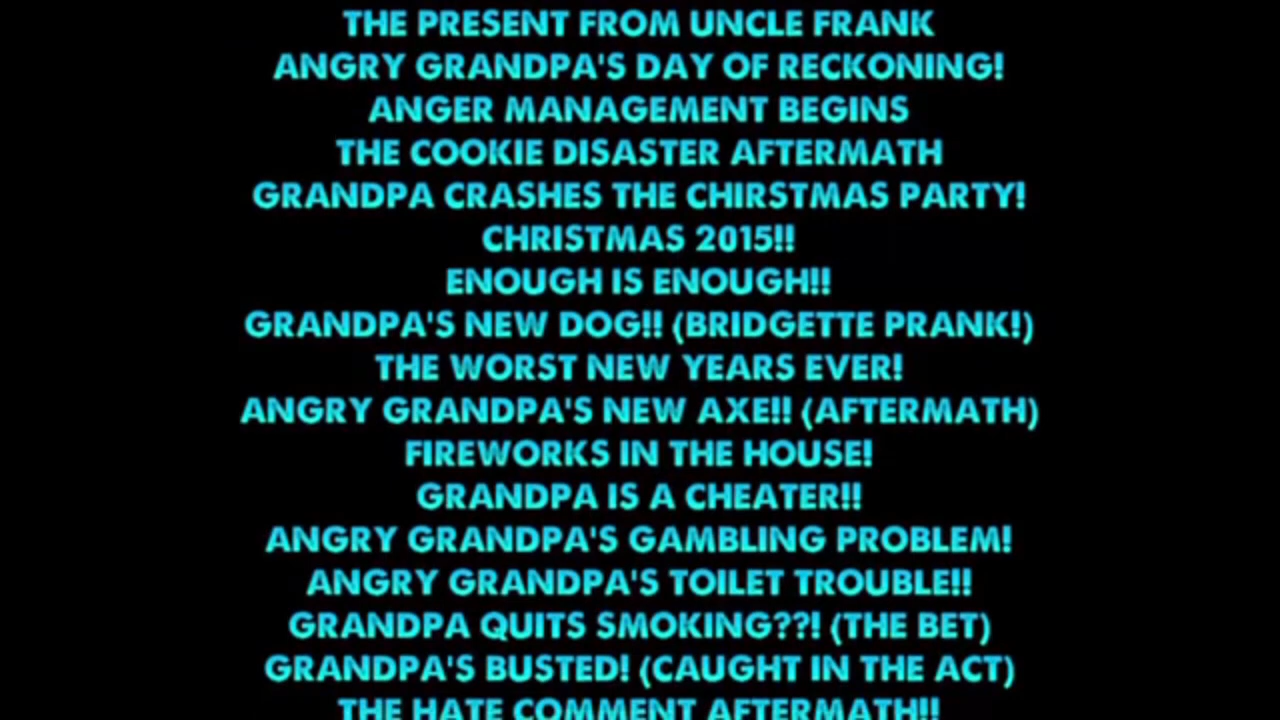 THE PRESENT FROM UNCLE FRANK
ANGRY GRANDPA'S DAY OF RECKONING!
ANGER MANAGEMENT BEGINS
THE COOKIE DISASTER AFTERMATH
GRANDPA CRASHES THE CHIRSTMAS PARTY!
CHRISTMAS 2015!!
ENOUGH IS ENOUGH!!
GRANDPA'S NEW DOG!! (BRIDGETTE PRANK!)
THE WORST NEW YEARS EVER!
ANGRY GRANDPA'S NEW AXE!! (AFTERMATH)
FIREWORKS IN THE HOUSE!
GRANDPA IS A CHEATER!!
ANGRY GRANDPA'S GAMBLING PROBLEM!
ANGRY GRANDPA'S TOILET TROUBLE!!
GRANDPA QUITS SMOKING??! (THE BET)
GRANDPA'S BUSTED! (CAUGHT IN THE ACT)
THE HATE COMMENT AFTERMATH!!